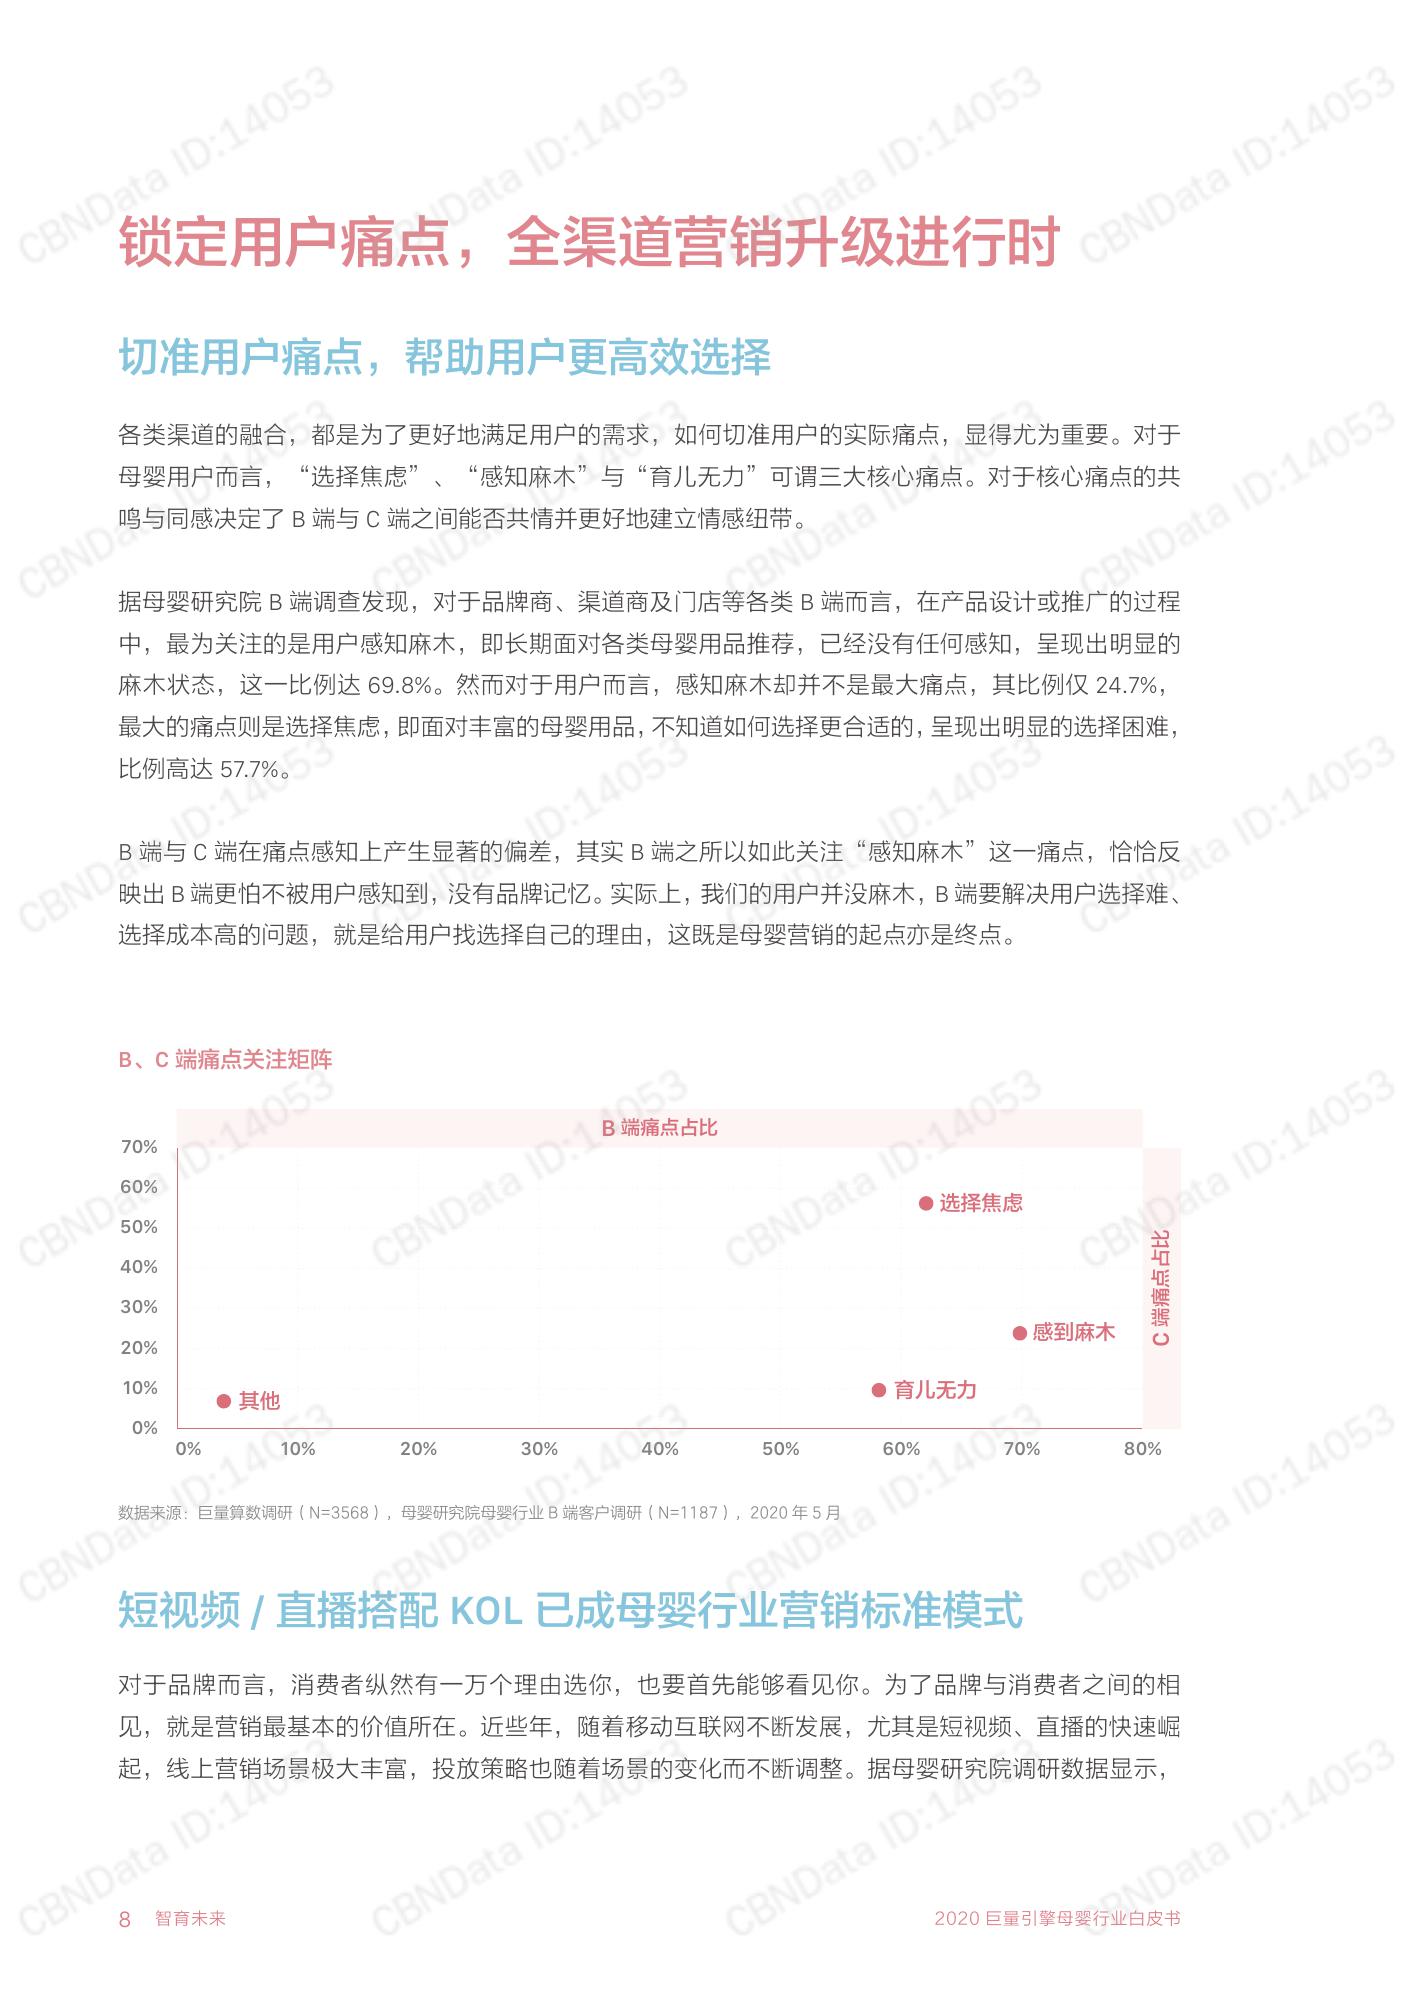 锁定用户痛点，全渠道营销升级进行时
切准用户痛点，帮助用户更高效选择
各类渠道的融合，都是为了更好地满足用户的需求，如何切准用户的实际痛点，显得尤为重要。对于
母婴用户而言，“选择焦虑”、“感知麻木”与“育儿无力”可谓三大核心痛点。对于核心痛点的共
鸣与同感决定了 B 端与 C 端之间能否共情并更好地建立情感纽带。
据母婴研究院 B 端调查发现，对于品牌商、渠道商及门店等各类 B 端而言，在产品设计或推广的过程
中，最为关注的是用户感知麻木，即长期面对各类母婴用品推荐，已经没有任何感知，呈现出明显的
麻木状态，这一比例达 69.8%。然而对于用户而言，感知麻木却并不是最大痛点，其比例仅 24.7%，
最大的痛点则是选择焦虑，即面对丰富的母婴用品，不知道如何选择更合适的，呈现出明显的选择困难，
比例高达 57.7%。
B 端与 C 端在痛点感知上产生显著的偏差，其实 B 端之所以如此关注“感知麻木”这一痛点，恰恰反
映出 B 端更怕不被用户感知到，没有品牌记忆。实际上，我们的用户并没麻木，B 端要解决用户选择难、
选择成本高的问题，就是给用户找选择自己的理由，这既是母婴营销的起点亦是终点。
B、C 端痛点关注矩阵
B 端痛点占比
70%
60%
50%
40%
30%
20%
10%
0%
选择焦虑
感到麻木
育儿无力
其他
C 端痛点占比
0% 10% 20% 30% 40% 50% 60% 70% 80%
数据来源：巨量算数调研（N=3568），母婴研究院母婴行业 B 端客户调研（N=1187），2020 年 5 月
短视频 / 直播搭配 KOL 已成母婴行业营销标准模式
对于品牌而言，消费者纵然有一万个理由选你，也要首先能够看见你。为了品牌与消费者之间的相
见，就是营销最基本的价值所在。近些年，随着移动互联网不断发展，尤其是短视频、直播的快速崛
起，线上营销场景极大丰富，投放策略也随着场景的变化而不断调整。据母婴研究院调研数据显示，
8 智育未来
2020 巨量引擎母婴行业白皮书
CBNData ID:14053